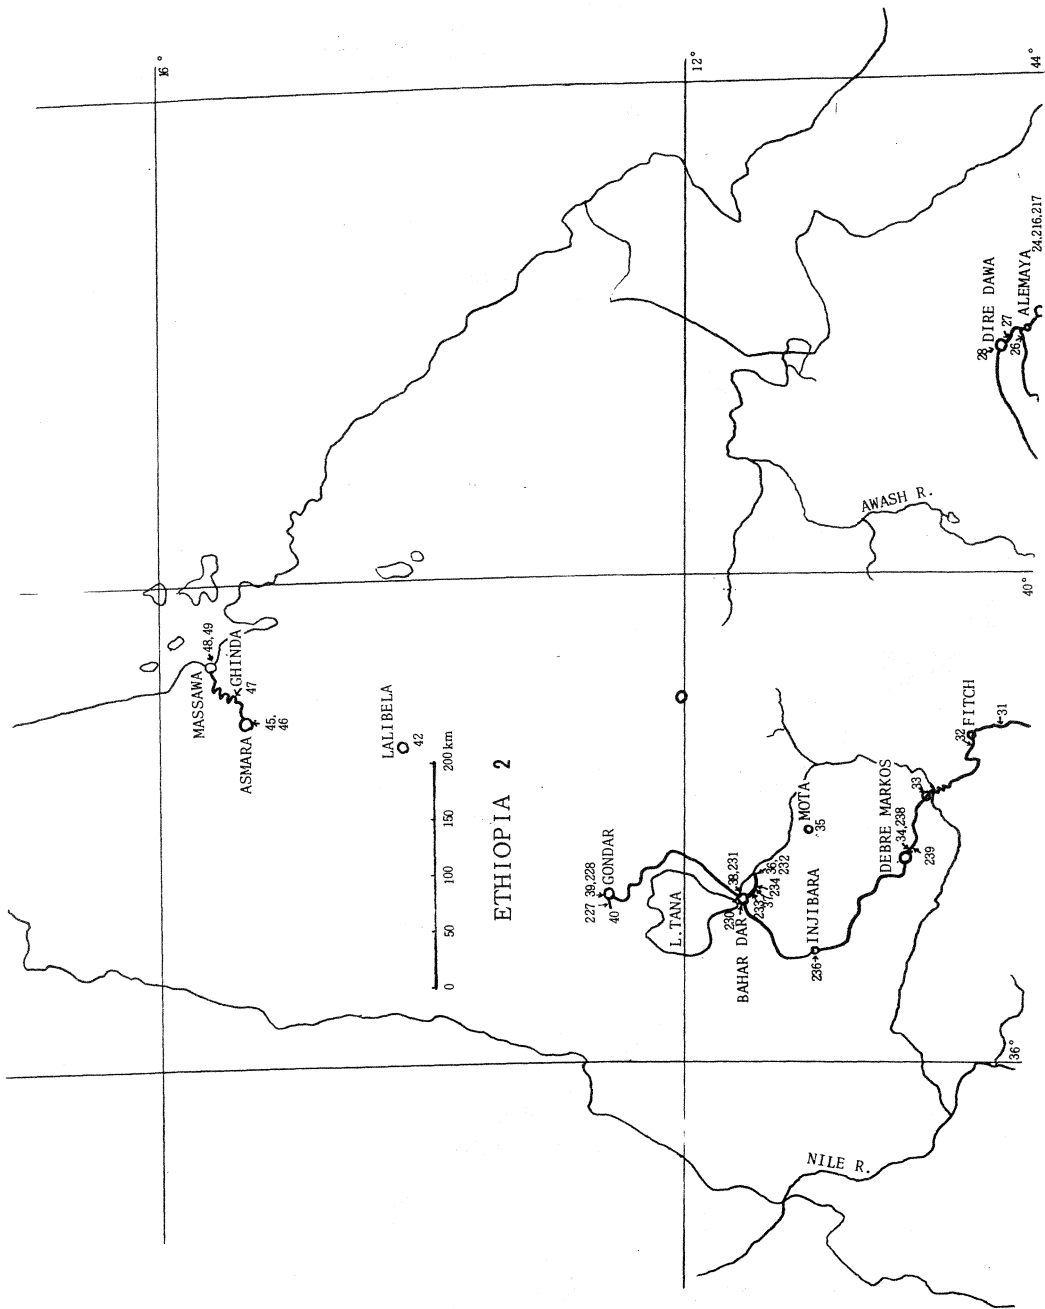 16°
12°
44°
40°
36°
48,49
MASSAWA
GHINDA
47
ASMARA
45,
46
LALIBELA
42
0 50 100 150 200 km
ETHIOPIA 2
39,228
227
GONDAR
40
L.TANA
38,231
230
BAHAR DAR
36,
232
37
234
233
MOTA
35
236
INJIBARA
DEBRE MARKOS
34,238
239
33
32
FITCH
31
NILE R.
AWASH R.
28
DIRE DAWA
27
26
ALEMAYA
24,216,217